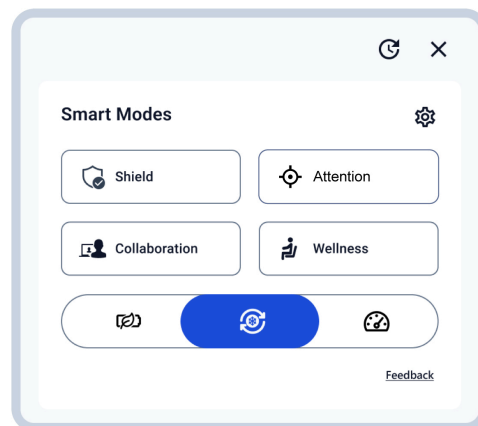 Smart Modes
Shield
Attention
Collaboration
Wellness
Feedback